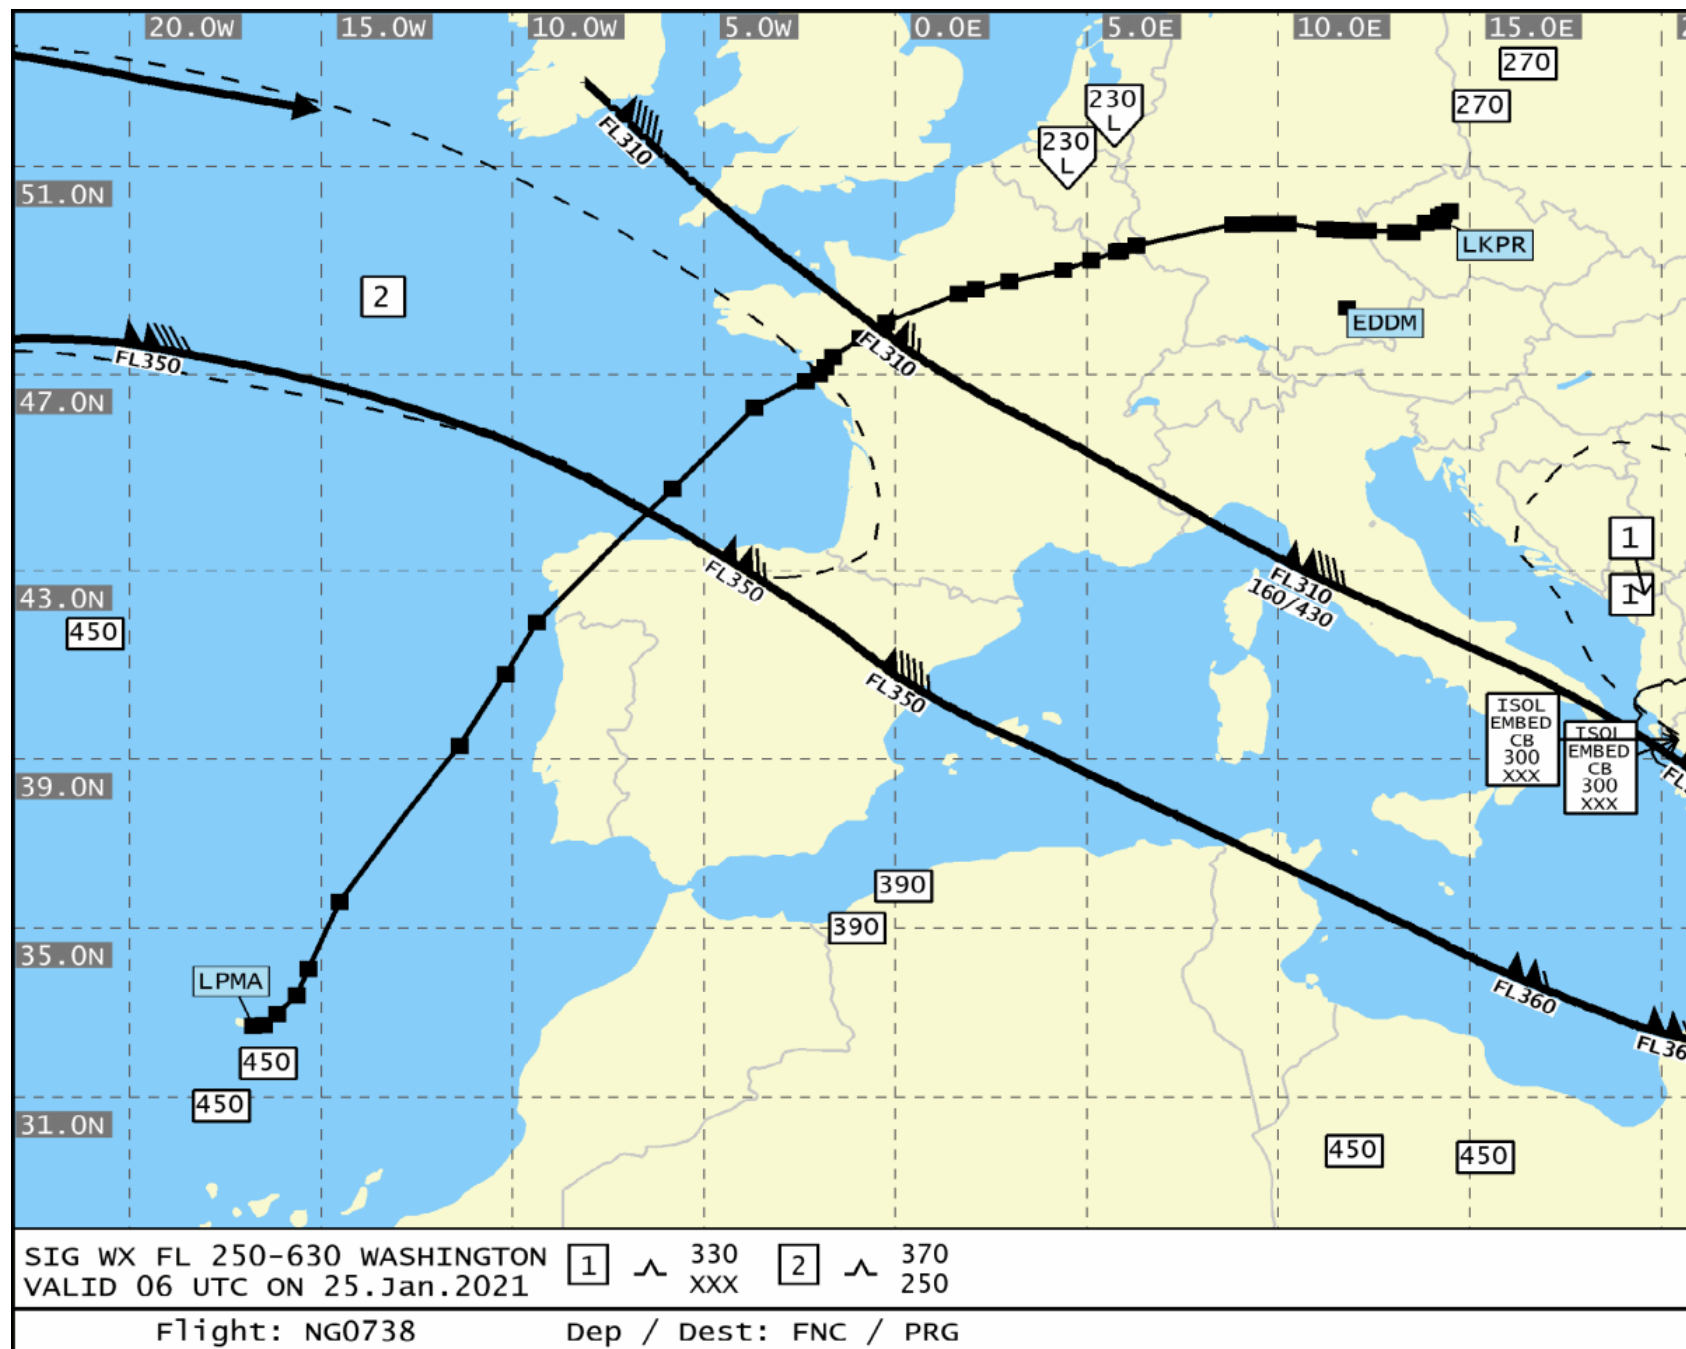 20.0W 15.0W 10.0W 5.0W 0.0E 5.0E 10.0E 15.0E
270
270
230
L
230
L
FL310
51.0N
LKPR
2
EDDM
FL350
FL310
47.0N
1
FL350
FL310
160/430
1
43.0N
450
FL350
ISOL
EMBED
CB
300
XXX
ISOL
EMBED
CB
300
XXX
39.0N
390
390
35.0N
LPMA
FL360
FL36
450
450
31.0N
450
450
SIG WX FL 250-630 WASHINGTON
VALID 06 UTC ON 25.Jan.2021
1
330
XXX
2
370
250
Flight: NG0738 Dep / Dest: FNC / PRG